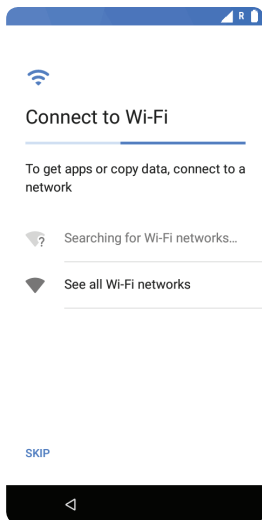 R
Connect to Wi-Fi
To get apps or copy data, connect to a
network
?
Searching for Wi-Fi networks...
See all Wi-Fi networks
SKIP